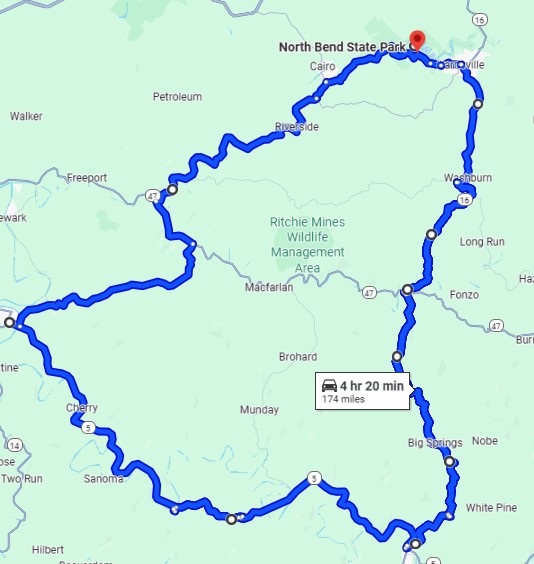 16
North Bend State Park
Cairo
Petroleum
Walker
Riverside
Freeport
47
Washburn
16
Ritchie Mines
Wildlife
Management
Area
Long Run
Macfarlan
47
Fonzo
47
Brohard
4 hr 20 min
174 miles
Munday
Cherry
5
14
Big Springs
Nobe
Two Run
Sanoma
5
White Pine
Hilbert
5